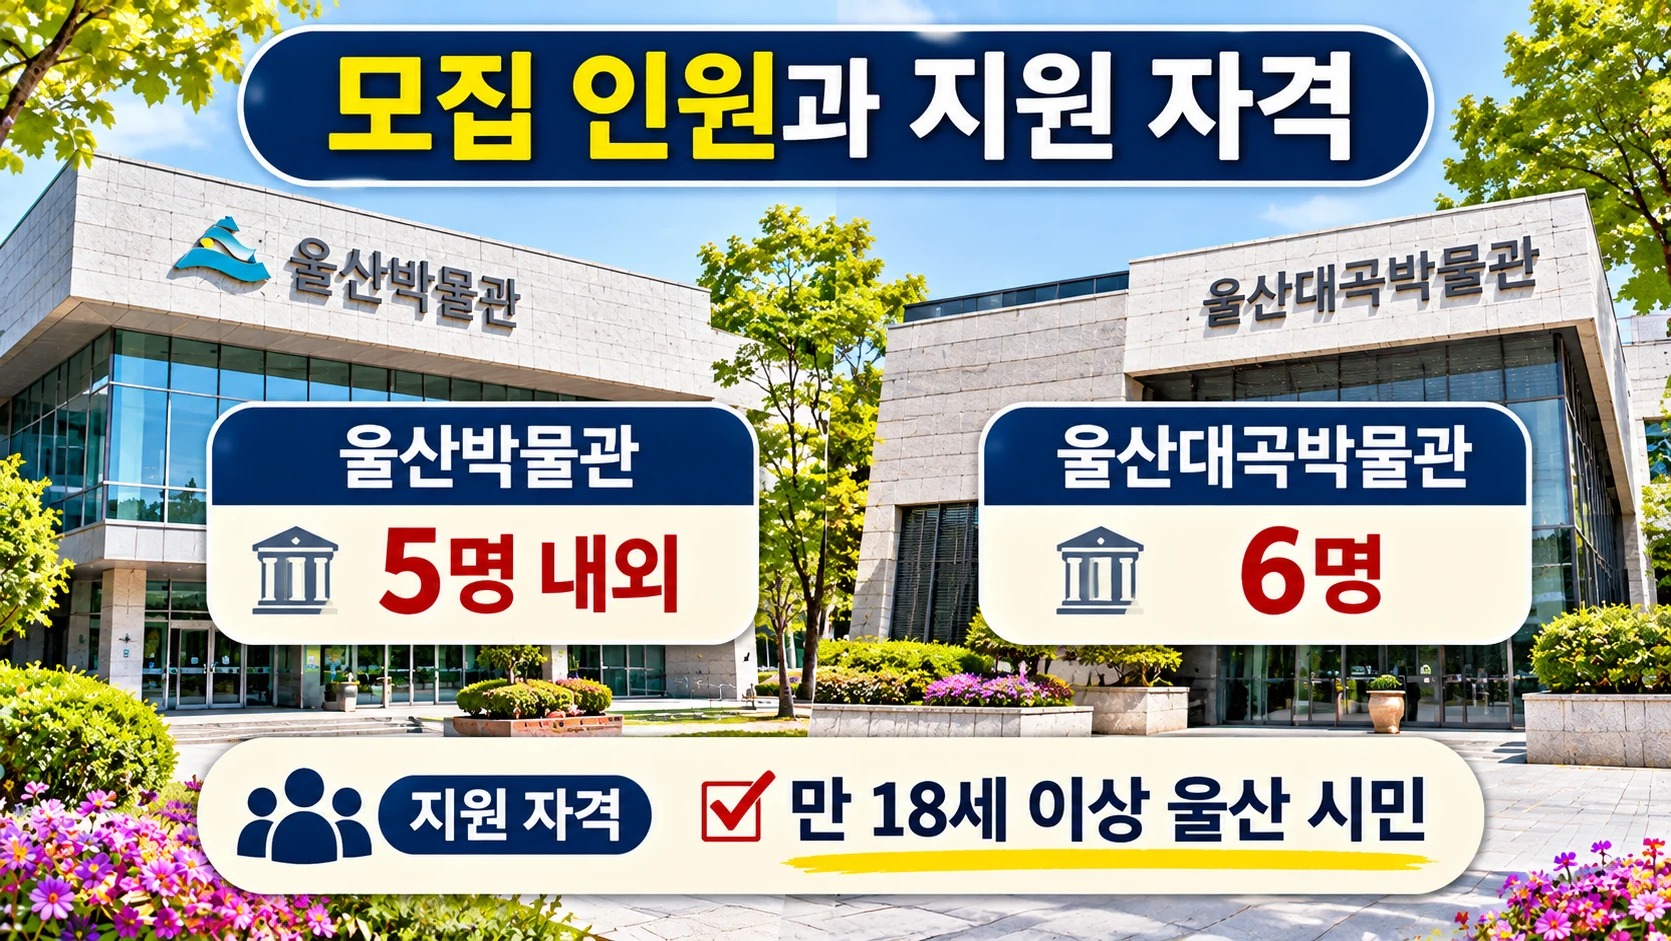 모집 인원과 지원 자격
울산박물관
울산대곡박물관
울산박물관
5명 내외
울산대곡박물관
6명
지원 자격
만 18세 이상 울산 시민